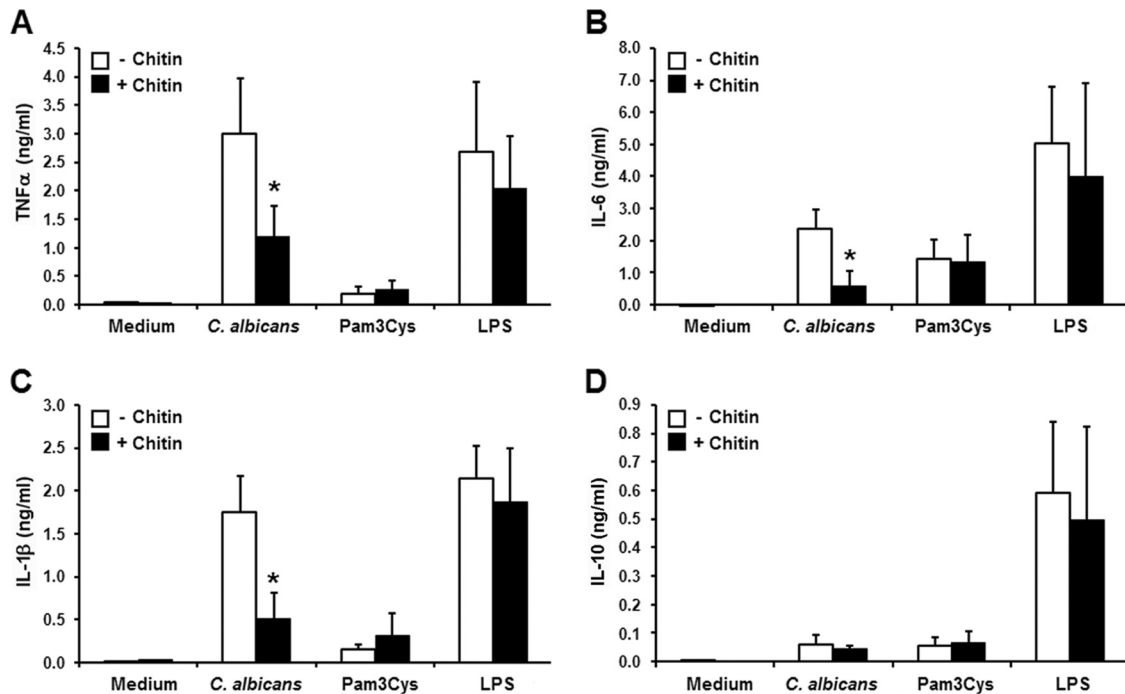 A
TNFα (ng/ml)
4.5
4.0
3.5
3.0
2.5
2.0
1.5
1.0
0.5
0.0
- Chitin
+ Chitin
*
Medium C. albicans Pam3Cys LPS
B
IL-6 (ng/ml)
8.0
7.0
6.0
5.0
4.0
3.0
2.0
1.0
0.0
- Chitin
+ Chitin
*
Medium C. albicans Pam3Cys LPS
C
IL-1β (ng/ml)
3.0
2.5
2.0
1.5
1.0
0.5
0.0
- Chitin
+ Chitin
*
Medium C. albicans Pam3Cys LPS
D
IL-10 (ng/ml)
0.9
0.8
0.7
0.6
0.5
0.4
0.3
0.2
0.1
0.0
- Chitin
+ Chitin
Medium C. albicans Pam3Cys LPS